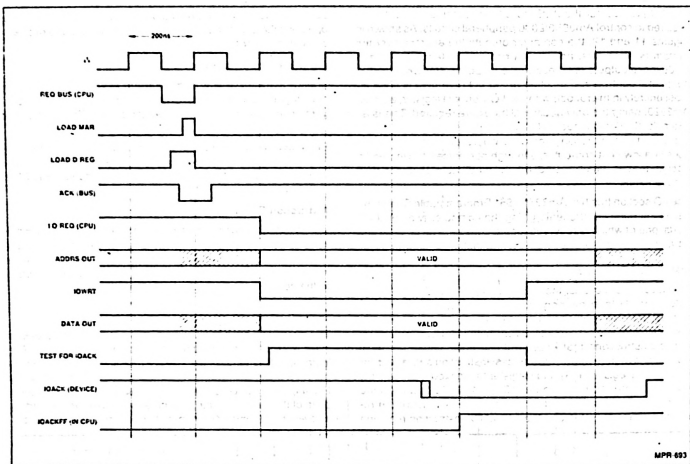 200ns
REQ BUS (CPU)
LOAD MAR
LOAD D REG
ACK (BUS)
I O REQ (CPU)
ADDRS OUT
VALID
IOWRT
DATA OUT
VALID
TEST FOR IOACK
IOACK (DEVICE)
IOACKFF (IN CPU)
MPR-693